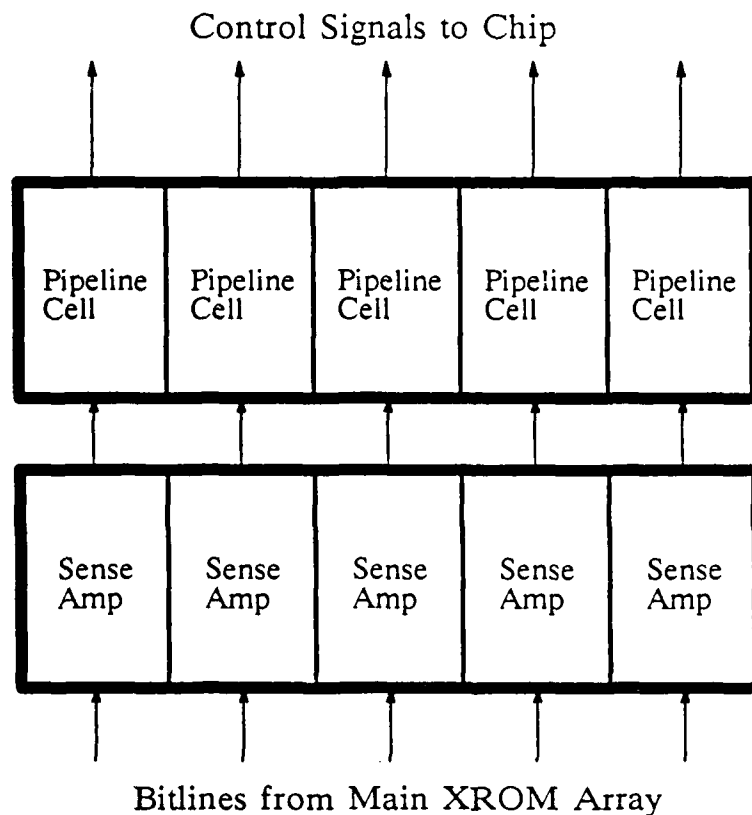 Control Signals to Chip
Pipeline Cell
Pipeline Cell
Pipeline Cell
Pipeline Cell
Pipeline Cell
Sense Amp
Sense Amp
Sense Amp
Sense Amp
Sense Amp
Bitlines from Main XROM Array